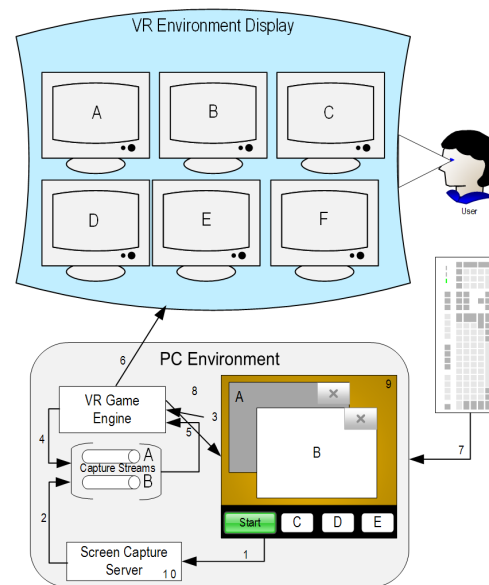 VR Environment Display
A
B
C
D
E
F
User
PC Environment
6
8
9
VR Game
Engine
3
5
4
A
Capture Streams
B
A
B
7
2
Start
C
D
E
1
Screen Capture
Server
10